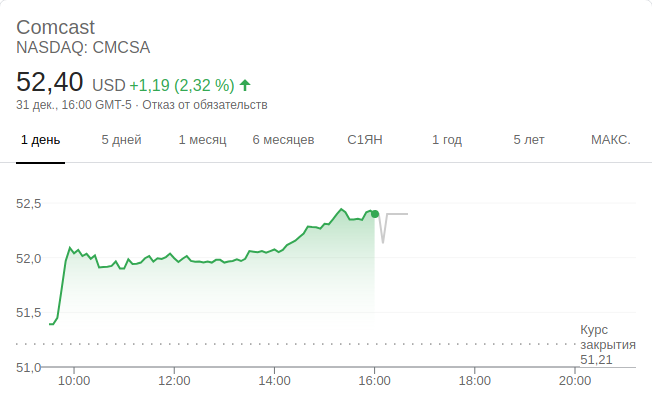 Comcast
NASDAQ: CMCSA
52,40 USD +1,19 (2,32 %)
31 дек., 16:00 GMT-5 · Отказ от обязательств
1 день 5 дней 1 месяц 6 месяцев С1ЯН 1 год 5 лет МАКС.
52,5
52,0
51,5
Курс
закрытия
51,21
51,0
10:00 12:00 14:00 16:00 18:00 20:00